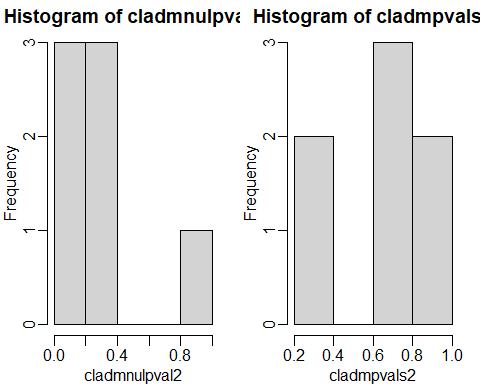 Histogram of cladmnulpva
Frequency
0
1
2
3
0.0
0.4
0.8
cladmnulpval2
Histogram of cladmpvals
Frequency
0
1
2
3
0.2
0.4
0.6
0.8
1.0
cladmpvals2